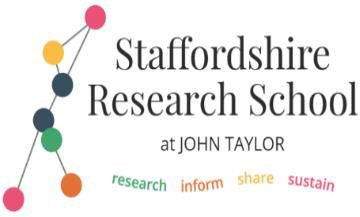 Staffordshire
Research School
at JOHN TAYLOR
research inform share sustain